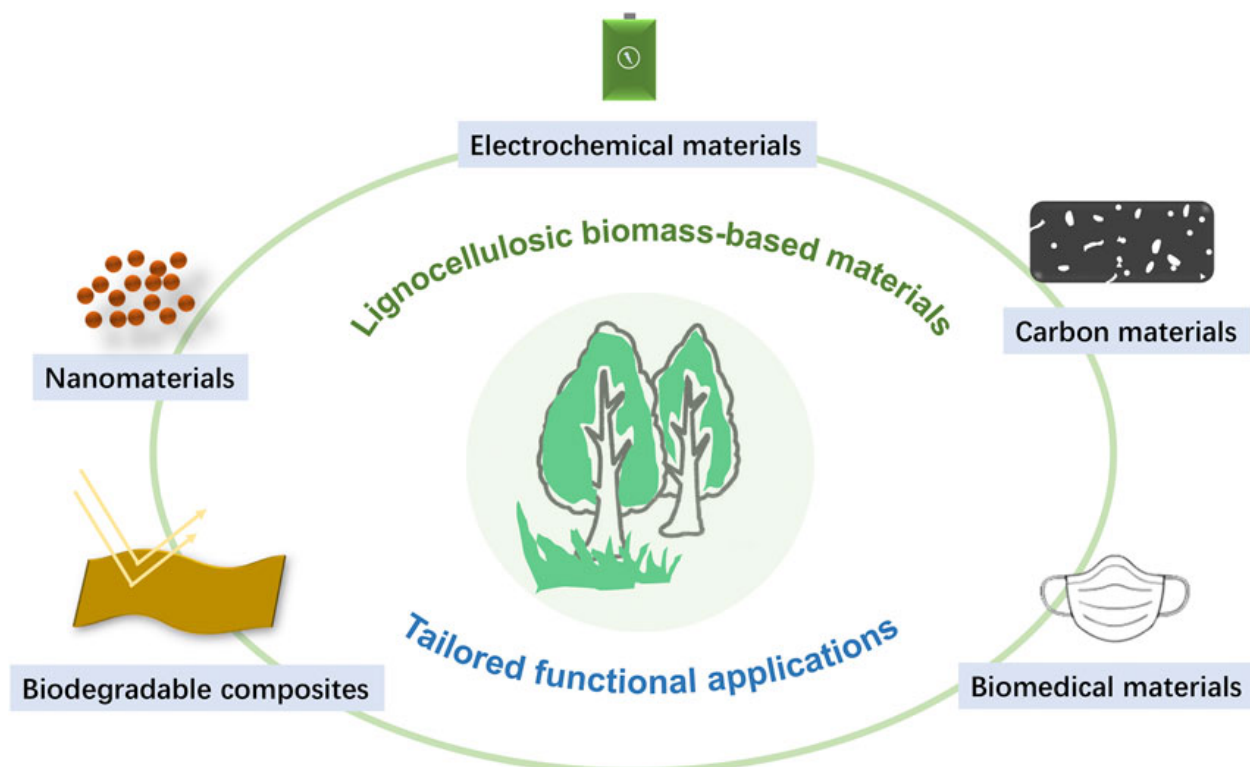 Electrochemical materials
Lignocellulosic biomass-based materials
Carbon materials
Nanomaterials
Tailored functional applications
Biodegradable composites
Biomedical materials